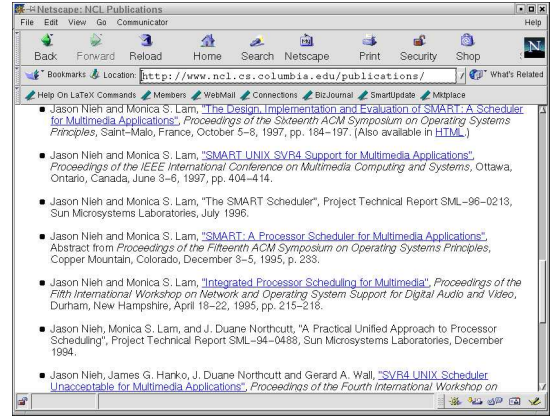 Netscape: NCL Publications
File Edit View Go Communicator Help
Back Forward Reload Home Search Netscape Print Security Shop
Bookmarks Location: http://www.ncl.cs.columbia.edu/publications/ What's Related
Help On LaTeX Commands Members WebMail Connections BizJournal SmartUpdate Mktplace
Jason Nieh and Monica S. Lam, "The Design, Implementation and Evaluation of SMART: A Scheduler
for Multimedia Applications", Proceedings of the Sixteenth ACM Symposium on Operating Systems
Principles, Saint-Malo, France, October 5-8, 1997, pp. 184-197. (Also available in HTML.)
Jason Nieh and Monica S. Lam, "SMART UNIX SVR4 Support for Multimedia Applications",
Proceedings of the IEEE International Conference on Multimedia Computing and Systems, Ottawa,
Ontario, Canada, June 3-6, 1997, pp. 404-414.
Jason Nieh and Monica S. Lam, "The SMART Scheduler", Project Technical Report SML-96-0213,
Sun Microsystems Laboratories, July 1996.
Jason Nieh and Monica S. Lam, "SMART: A Processor Scheduler for Multimedia Applications",
Abstract from Proceedings of the Fifteenth ACM Symposium on Operating Systems Principles,
Copper Mountain, Colorado, December 3-5, 1995, p. 233.
Jason Nieh and Monica S. Lam, "Integrated Processor Scheduling for Multimedia", Proceedings of the
Fifth International Workshop on Network and Operating System Support for Digital Audio and Video,
Durham, New Hampshire, April 18-22, 1995, pp. 215-218.
Jason Nieh, Monica S. Lam, and J. Duane Northcutt, "A Practical Unified Approach to Processor
Scheduling", Project Technical Report SML-94-0488, Sun Microsystems Laboratories, December
1994.
Jason Nieh, James G. Hanko, J. Duane Northcutt and Gerard A. Wall, "SVR4 UNIX Scheduler
Unacceptable for Multimedia Applications", Proceedings of the Fourth International Workshop on